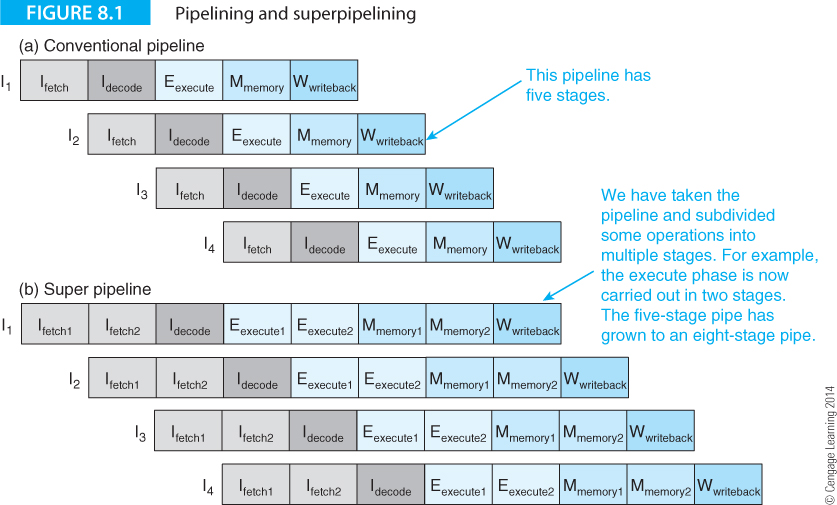 FIGURE 8.1 Pipelining and superpipelining
(a) Conventional pipeline
I1 Ifetch Idecode Eexecute Mmemory Wwriteback
This pipeline has
five stages.
I2 Ifetch Idecode Eexecute Mmemory Wwriteback
I3 Ifetch Idecode Eexecute Mmemory Wwriteback
I4 Ifetch Idecode Eexecute Mmemory Wwriteback
We have taken the
pipeline and subdivided
some operations into
multiple stages. For example,
the execute phase is now
carried out in two stages.
The five-stage pipe has
grown to an eight-stage pipe.
(b) Super pipeline
I1 Ifetch1 Ifetch2 Idecode Eexecute1 Eexecute2 Mmemory1 Mmemory2 Wwriteback
I2 Ifetch1 Ifetch2 Idecode Eexecute1 Eexecute2 Mmemory1 Mmemory2 Wwriteback
I3 Ifetch1 Ifetch2 Idecode Eexecute1 Eexecute2 Mmemory1 Mmemory2 Wwriteback
I4 Ifetch1 Ifetch2 Idecode Eexecute1 Eexecute2 Mmemory1 Mmemory2 Wwriteback
© Cengage Learning 2014